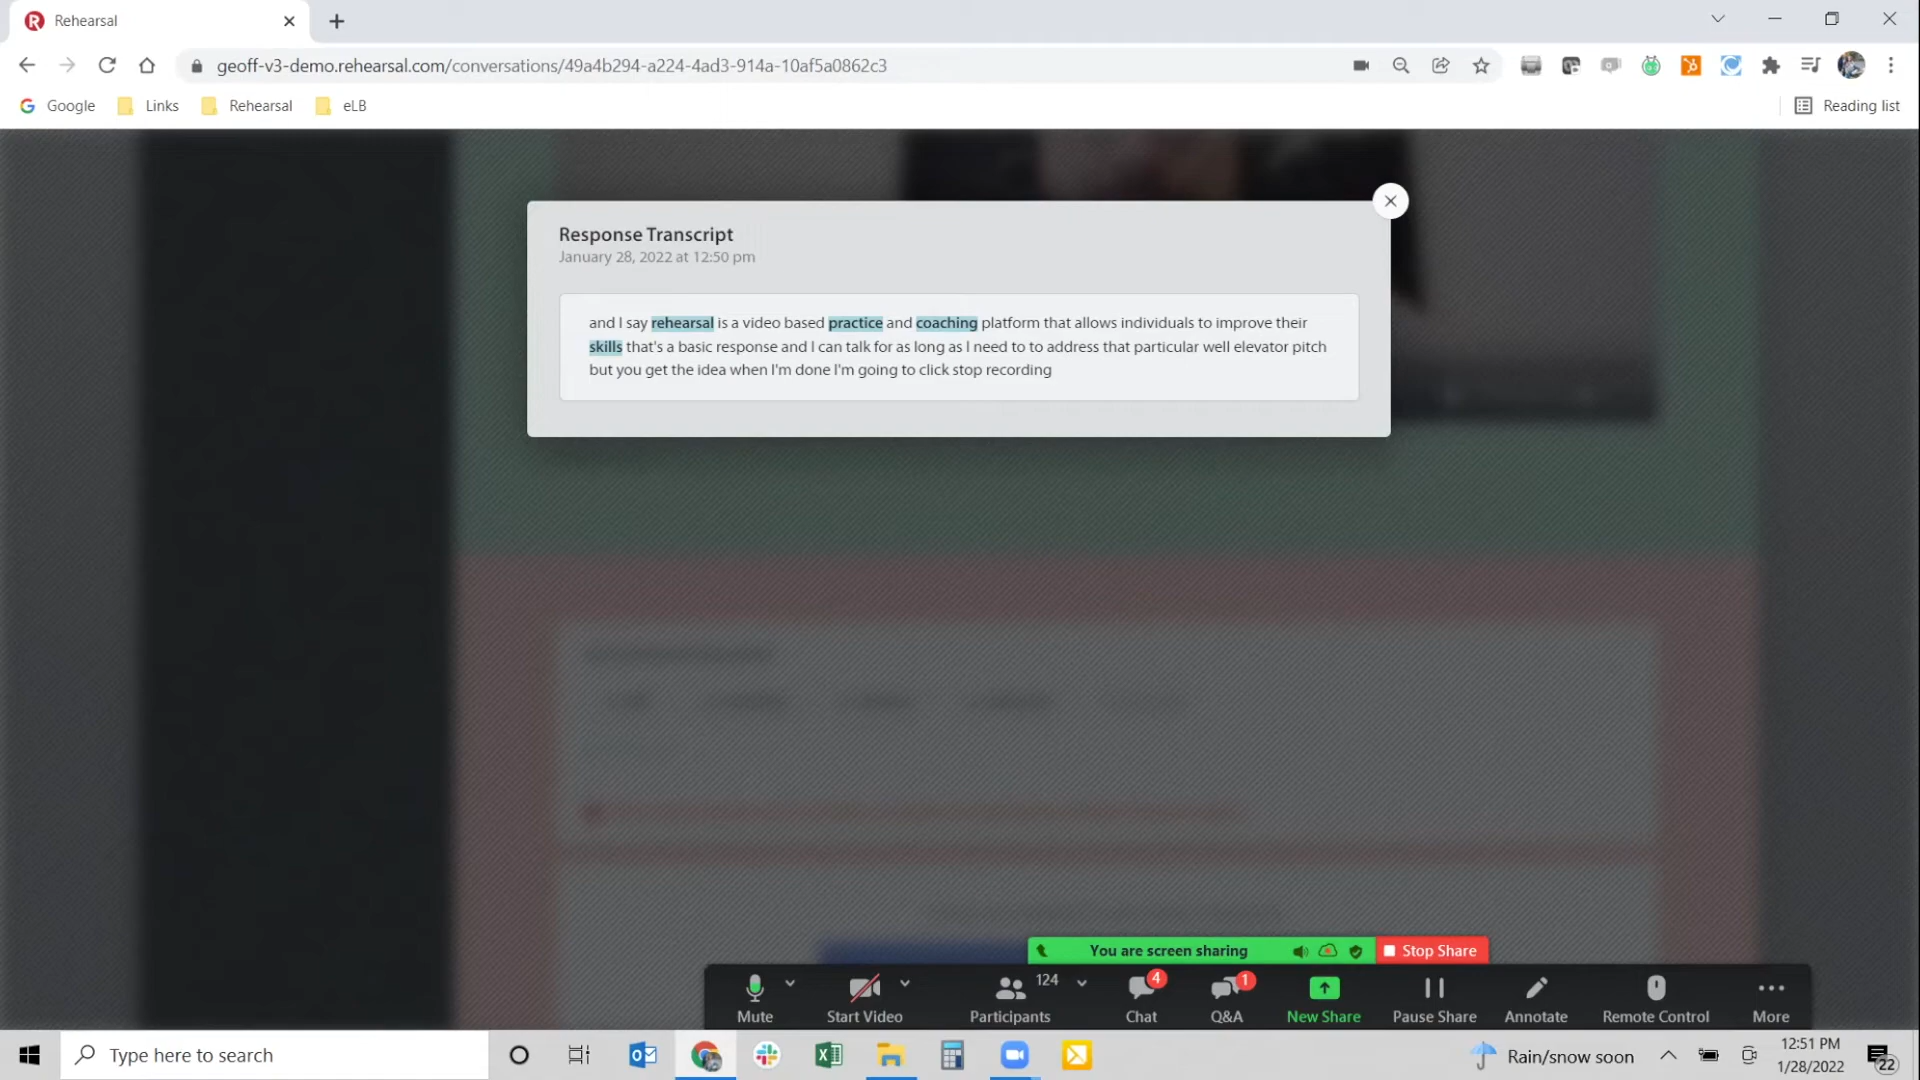 Rehearsal
geoff-v3-demo.rehearsal.com/conversations/49a4b294-a224-4ad3-914a-10af5a0862c3
Google Links Rehearsal eLB Reading list
Response Transcript
January 28, 2022 at 12:50 pm
and I say rehearsal is a video based practice and coaching platform that allows individuals to improve their
skills that's a basic response and I can talk for as long as I need to to address that particular well elevator pitch
but you get the idea when I'm done I'm going to click stop recording
You are screen sharing Stop Share
124 4 1
Mute Start Video Participants Chat Q&A New Share Pause Share Annotate Remote Control More
Type here to search
Rain/snow soon
12:51 PM
1/28/2022
22